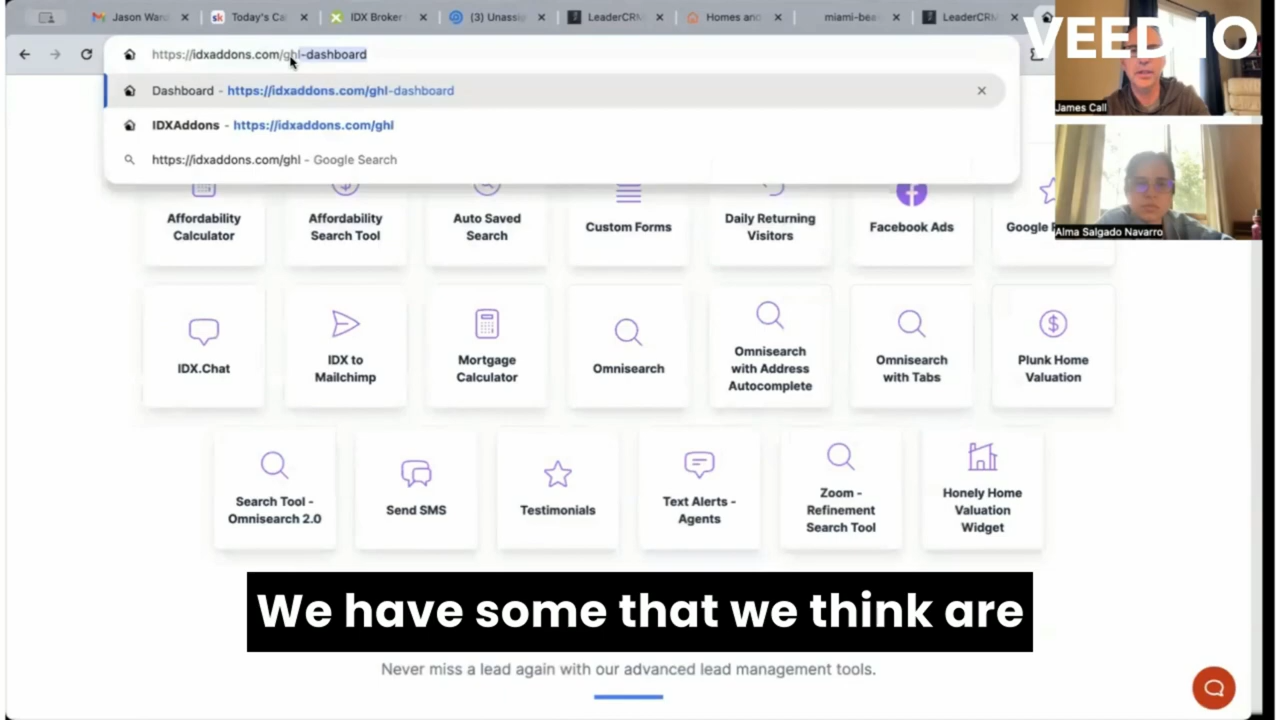 Jason Ward
Today's Ca
IDX Broker
(3) Unassi
LeaderCRM
Homes and
miami-bea
LeaderCRM
VEED.IO
https://idxaddons.com/ghl-dashboard
Dashboard - https://idxaddons.com/ghl-dashboard
IDXAddons - https://idxaddons.com/ghl
https://idxaddons.com/ghl - Google Search
James Call
Alma Salgado Navarro
Affordability
Calculator
Affordability
Search Tool
Auto Saved
Search
Custom Forms
Daily Returning
Visitors
Facebook Ads
Google
IDX.Chat
IDX to
Mailchimp
Mortgage
Calculator
Omnisearch
Omnisearch
with Address
Autocomplete
Omnisearch
with Tabs
Plunk Home
Valuation
Search Tool -
Omnisearch 2.0
Send SMS
Testimonials
Text Alerts -
Agents
Zoom -
Refinement
Search Tool
Honely Home
Valuation
Widget
We have some that we think are
Never miss a lead again with our advanced lead management tools.